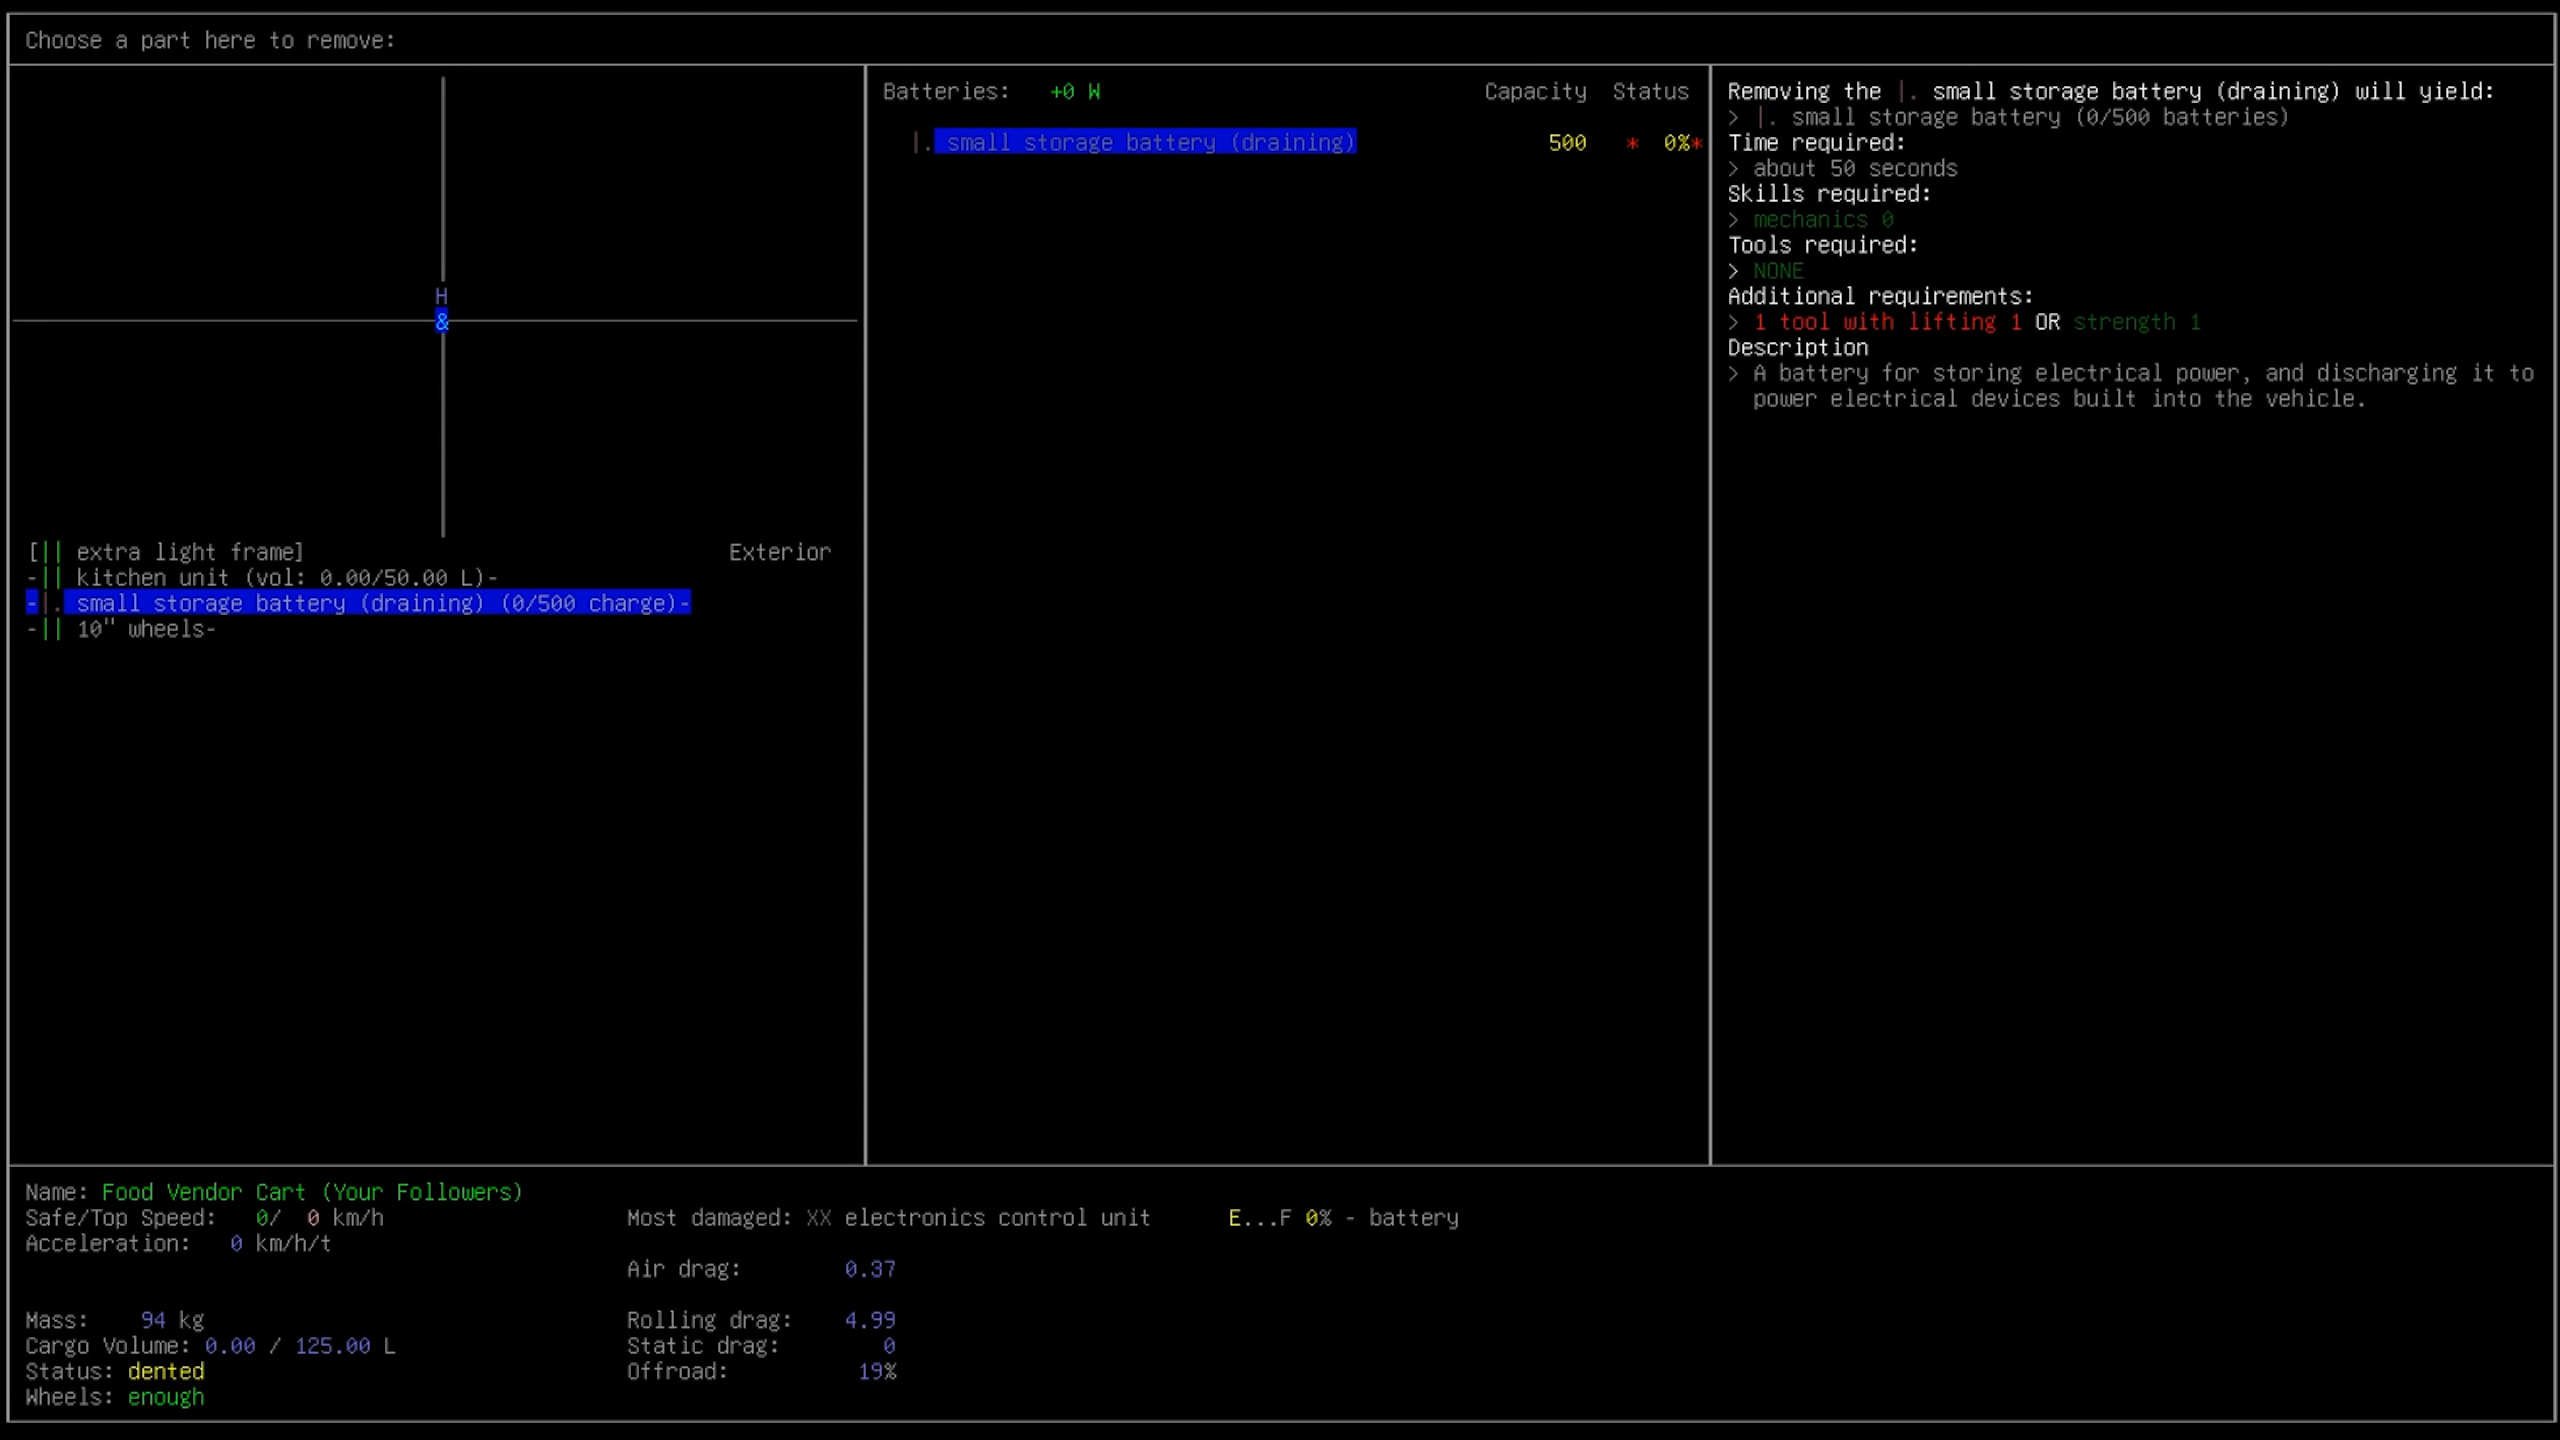 Choose a part here to remove:
H
&
[|| extra light frame] Exterior
-|| kitchen unit (vol: 0.00/50.00 L)-
-|. small storage battery (draining) (0/500 charge)-
-|| 10" wheels-
Batteries: +0 W Capacity Status
|. small storage battery (draining) 500 * 0%*
Removing the |. small storage battery (draining) will yield:
> |. small storage battery (0/500 batteries)
Time required:
> about 50 seconds
Skills required:
> mechanics 0
Tools required:
> NONE
Additional requirements:
> 1 tool with lifting 1 OR strength 1
Description
> A battery for storing electrical power, and discharging it to
power electrical devices built into the vehicle.
Name: Food Vendor Cart (Your Followers)
Safe/Top Speed: 0/ 0 km/h
Acceleration: 0 km/h/t
Mass: 94 kg
Cargo Volume: 0.00 / 125.00 L
Status: dented
Wheels: enough
Most damaged: XX electronics control unit
Air drag: 0.37
Rolling drag: 4.99
Static drag: 0
Offroad: 19%
E...F 0% - battery